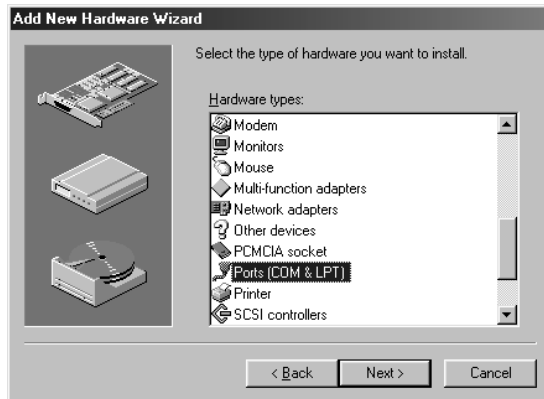 Add New Hardware Wizard
Select the type of hardware you want to install.
Hardware types:
Modem
Monitors
Mouse
Multi-function adapters
Network adapters
Other devices
PCMCIA socket
Ports (COM & LPT)
Printer
SCSI controllers
< Back
Next >
Cancel